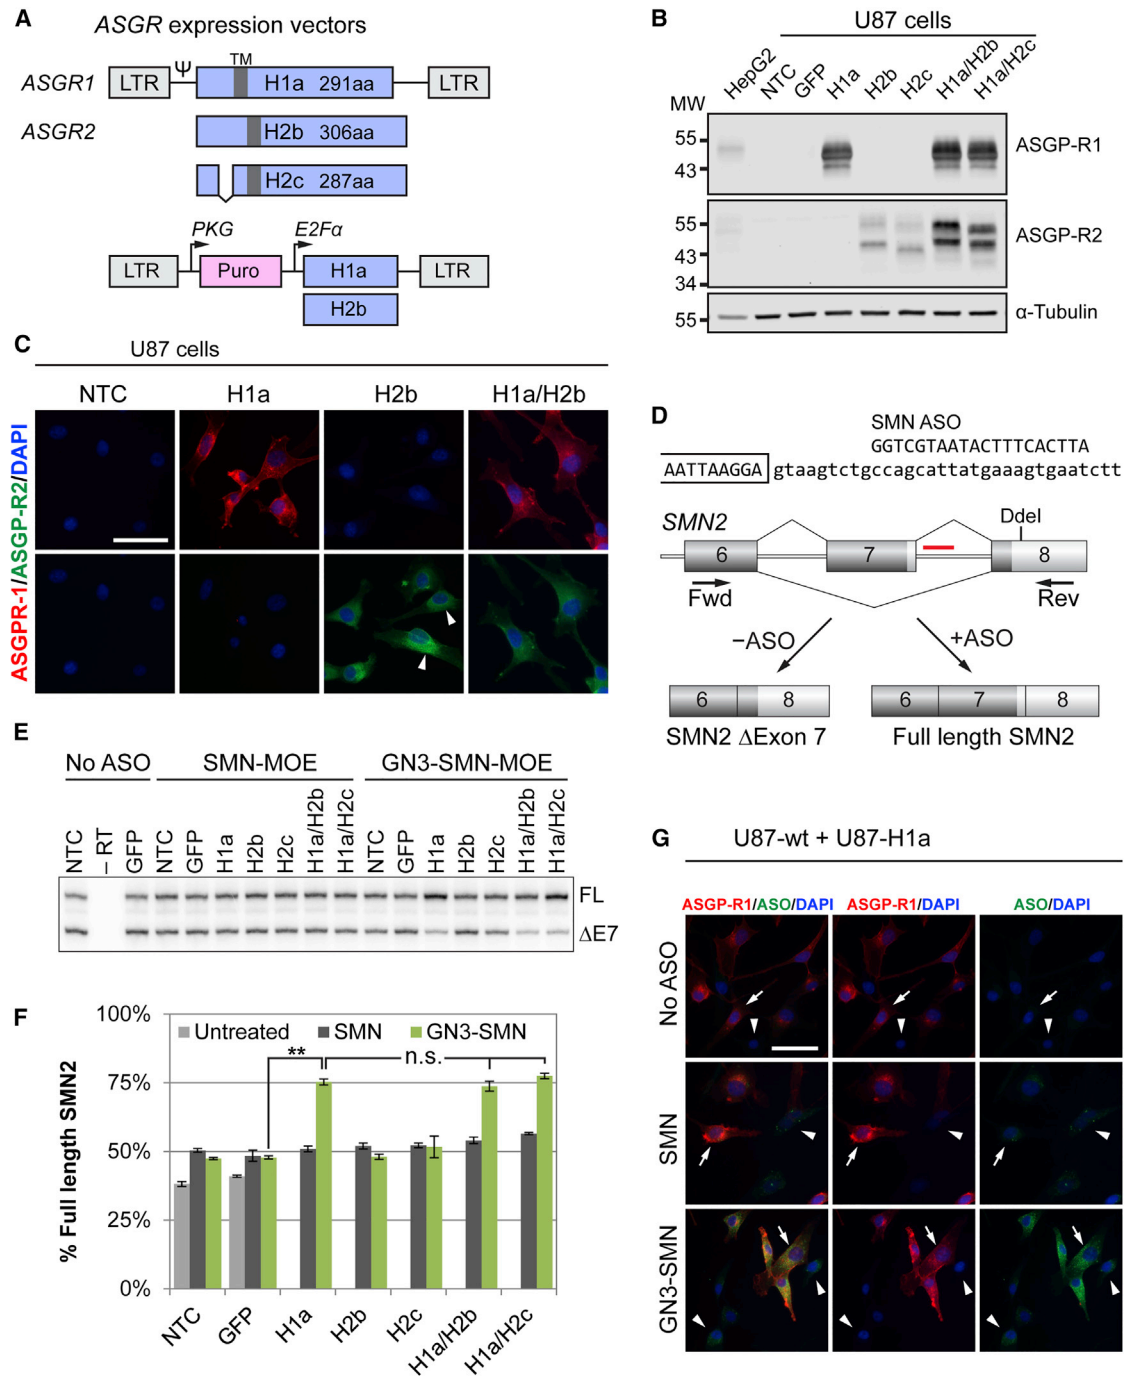 A
ASGR expression vectors
ASGR1
LTR
Ψ
TM
H1a 291aa
LTR
ASGR2
H2b 306aa
H2c 287aa
PKG
E2Fα
LTR
Puro
H1a
LTR
H2b
B
U87 cells
MW
HepG2
NTC
GFP
H1a
H2b
H2c
H1a/H2b
H1a/H2c
55
43
ASGP-R1
55
43
34
ASGP-R2
55
α-Tubulin
C
U87 cells
NTC
H1a
H2b
H1a/H2b
ASGPR-1/ASGP-R2/DAPI
D
SMN ASO
GGTCGTAATACTTTCACTTA
AATTAAGGA gtaagtctgccagcattatgaaagtgaatctt
SMN2
DdeI
6
7
8
Fwd
Rev
−ASO
+ASO
6
8
6
7
8
SMN2 ΔExon 7
Full length SMN2
E
No ASO
SMN-MOE
GN3-SMN-MOE
NTC
– RT
GFP
NTC
GFP
H1a
H2b
H2c
H1a/H2b
H1a/H2c
NTC
GFP
H1a
H2b
H2c
H1a/H2b
H1a/H2c
FL
ΔE7
F
% Full length SMN2
100%
75%
50%
25%
0%
Untreated
SMN
GN3-SMN
**
n.s.
NTC
GFP
H1a
H2b
H2c
H1a/H2b
H1a/H2c
G
U87-wt + U87-H1a
ASGP-R1/ASO/DAPI
ASGP-R1/DAPI
ASO/DAPI
No ASO
SMN
GN3-SMN